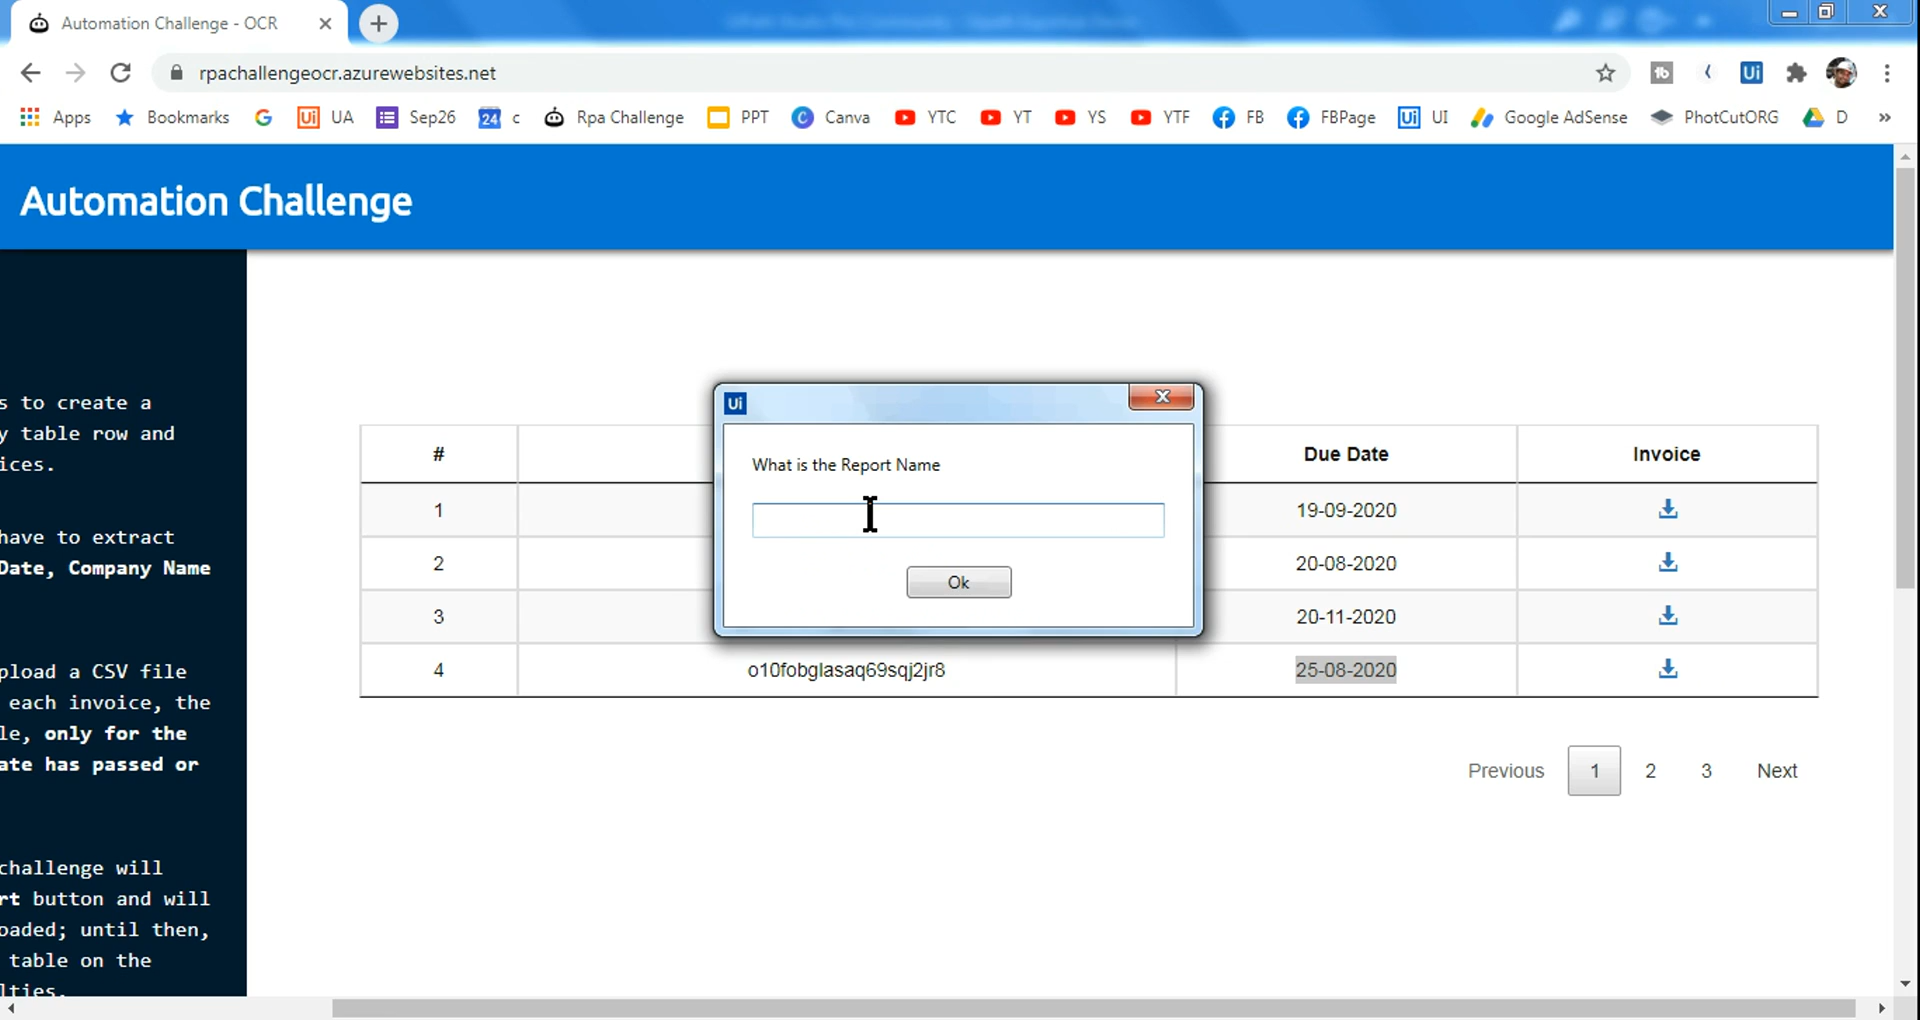 Automation Challenge - OCR
rpachallengeocr.azurewebsites.net
Apps Bookmarks UA Sep26 24 c Rpa Challenge PPT Canva YTC YT YS YTF FB FBPage Ui UI Google AdSense PhotCutORG D »
Automation Challenge
s to create a
y table row and
ices.
have to extract
Date, Company Name
pload a CSV file
each invoice, the
le, only for the
ate has passed or
challenge will
rt button and will
oaded; until then,
table on the
lties.
Ui
What is the Report Name
Ok
# Due Date Invoice
1 19-09-2020
2 20-08-2020
3 20-11-2020
4 o10fobglasaq69sqj2jr8 25-08-2020
Previous 1 2 3 Next